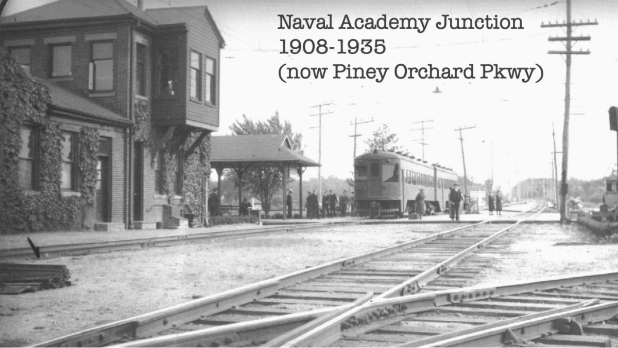 Naval Academy Junction
1908-1935
(now Piney Orchard Pkwy)